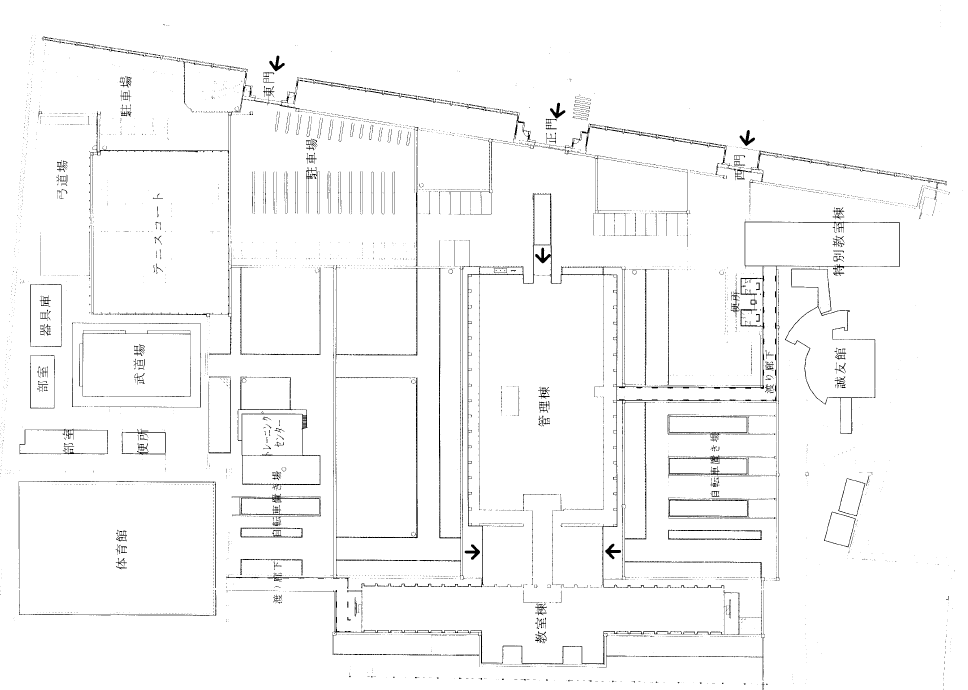 東門
正門
西門
駐車場
駐車場
弓道場
テニスコート
特別教室棟
器具庫
武道場
部室
便所
渡り廊下
誠友館
管理棟
部室
便所
トレーニング
センター
自転車置き場
自転車置き場
体育館
渡り廊下
教室棟